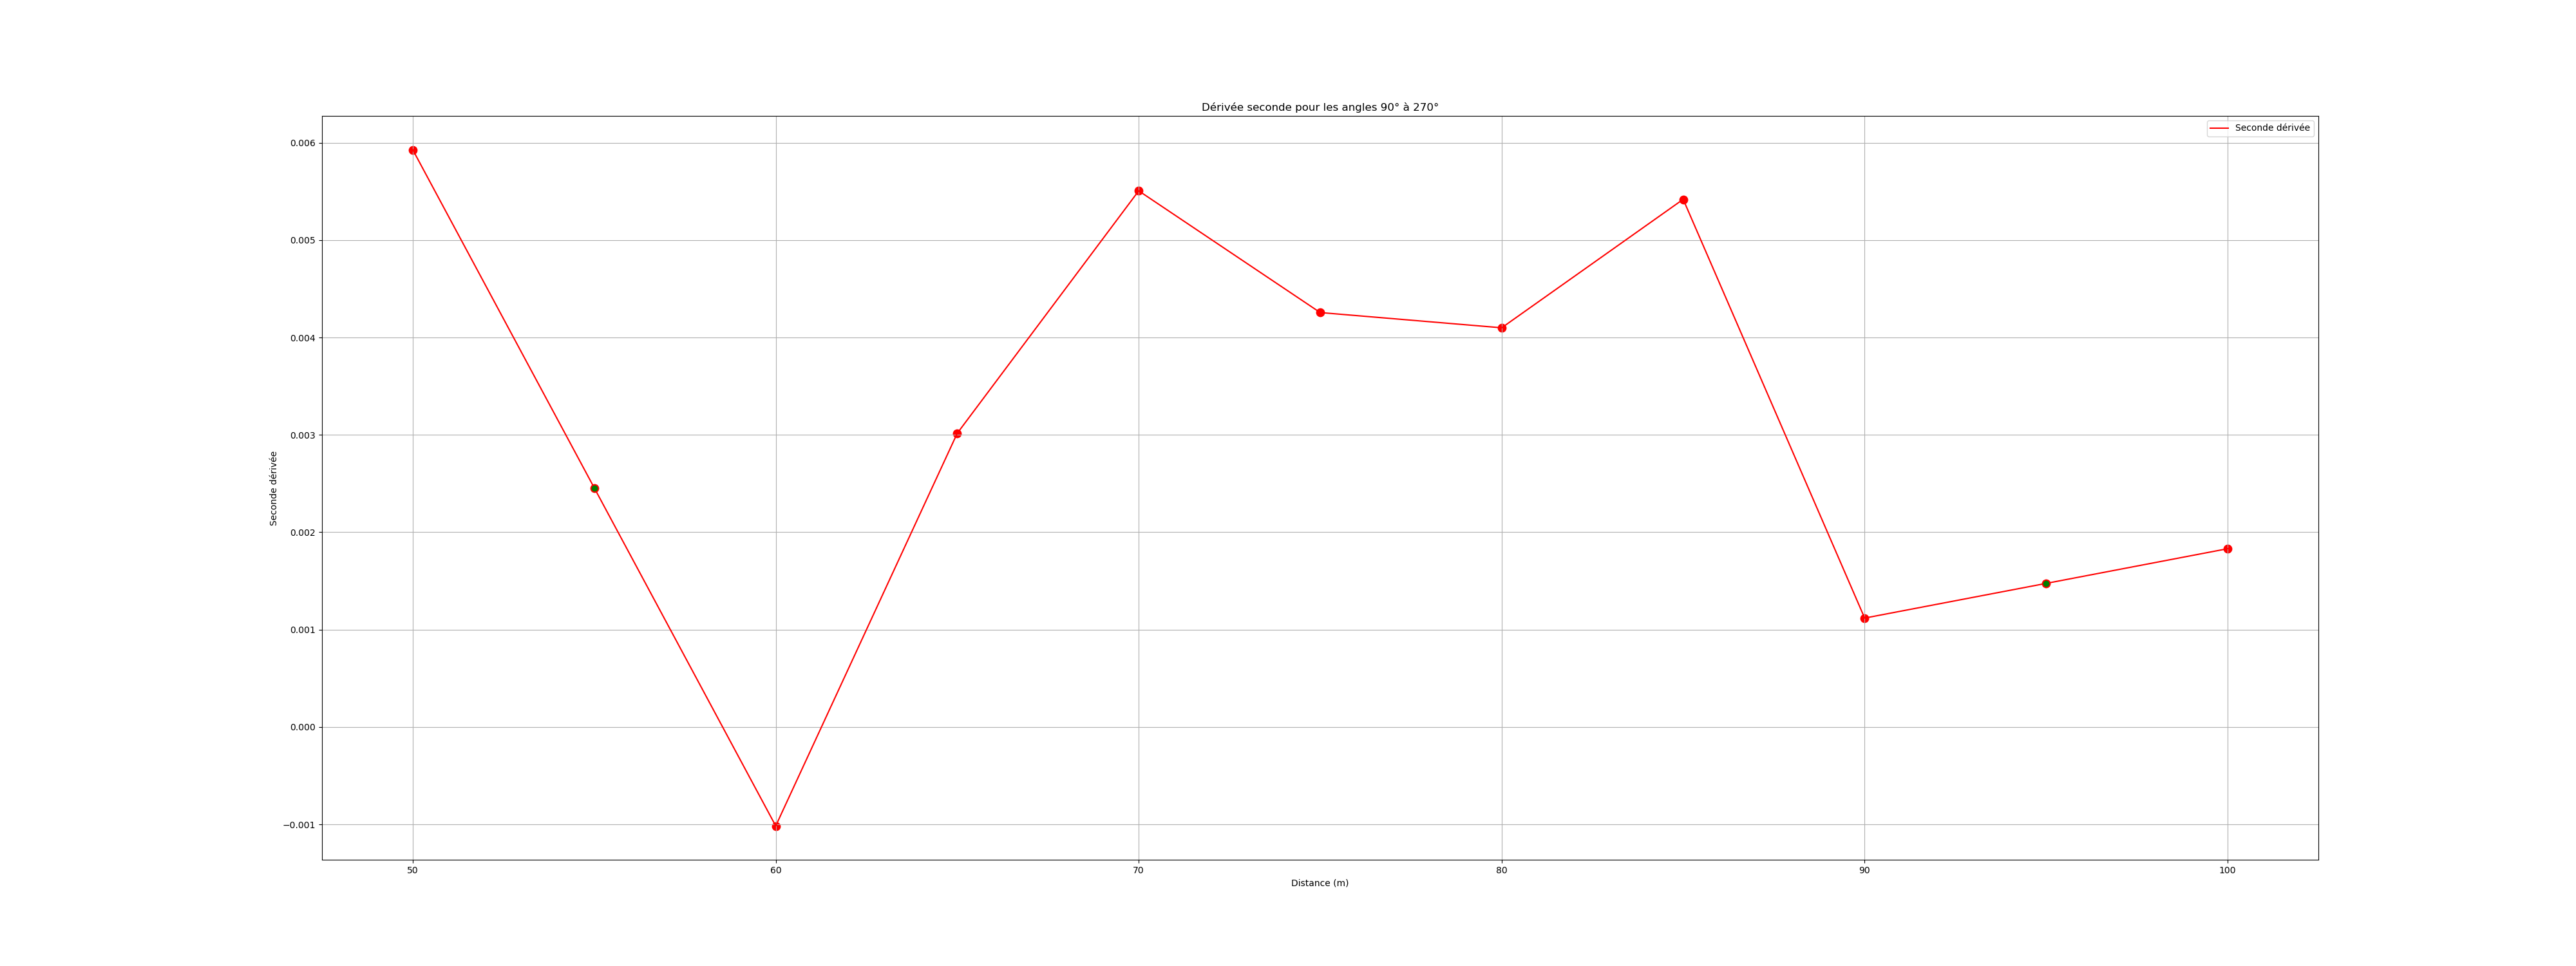 Dérivée seconde pour les angles 90° à 270°
Seconde dérivée
0.006
0.005
0.004
0.003
0.002
0.001
0.000
−0.001
Seconde dérivée
50 60 70 80 90 100
Distance (m)